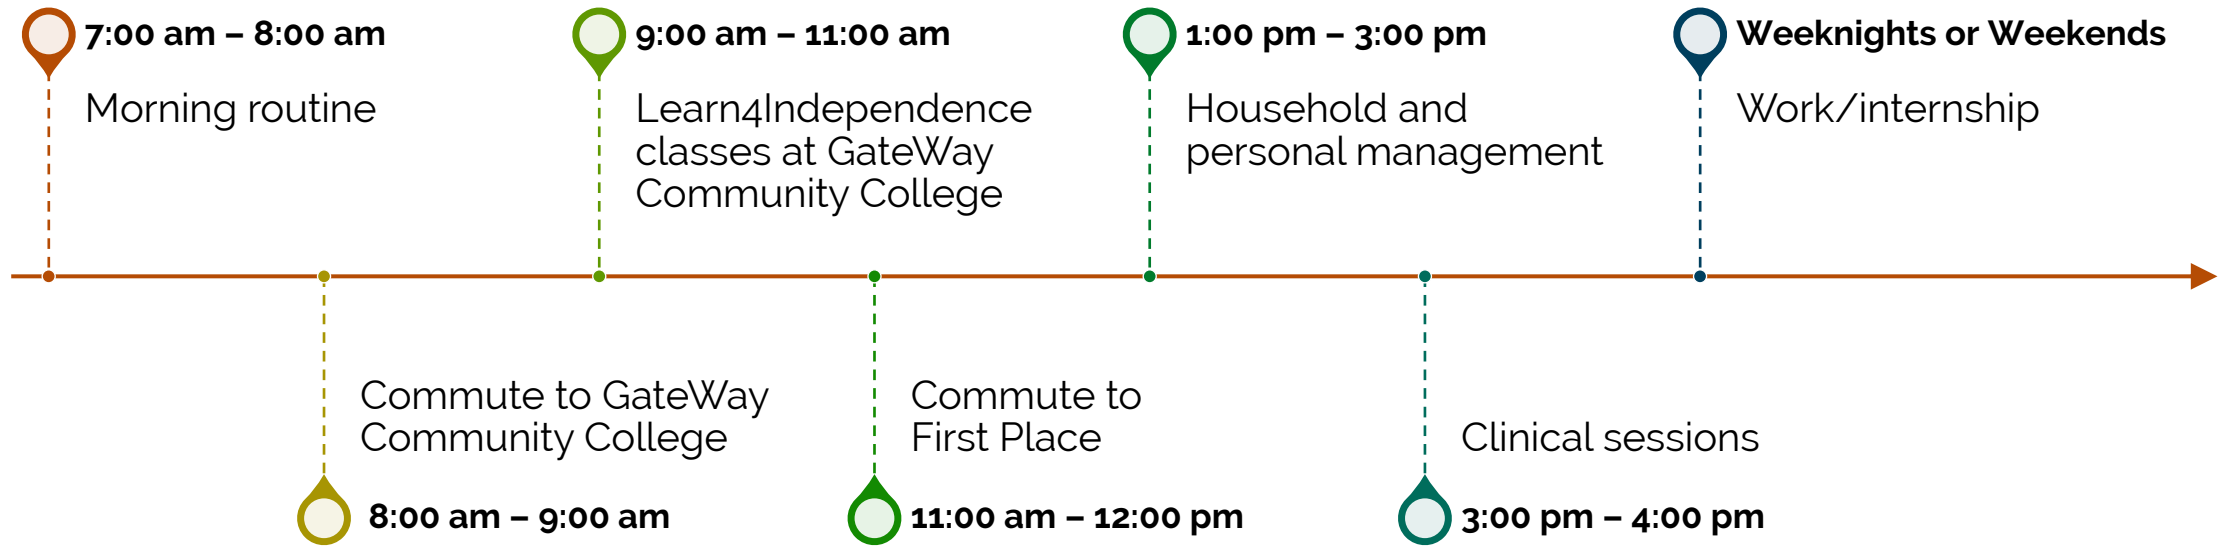 7:00 am – 8:00 am
Morning routine
8:00 am – 9:00 am
Commute to GateWay
Community College
9:00 am – 11:00 am
Learn4Independence
classes at GateWay
Community College
11:00 am – 12:00 pm
Commute to
First Place
1:00 pm – 3:00 pm
Household and
personal management
3:00 pm – 4:00 pm
Clinical sessions
Weeknights or Weekends
Work/internship